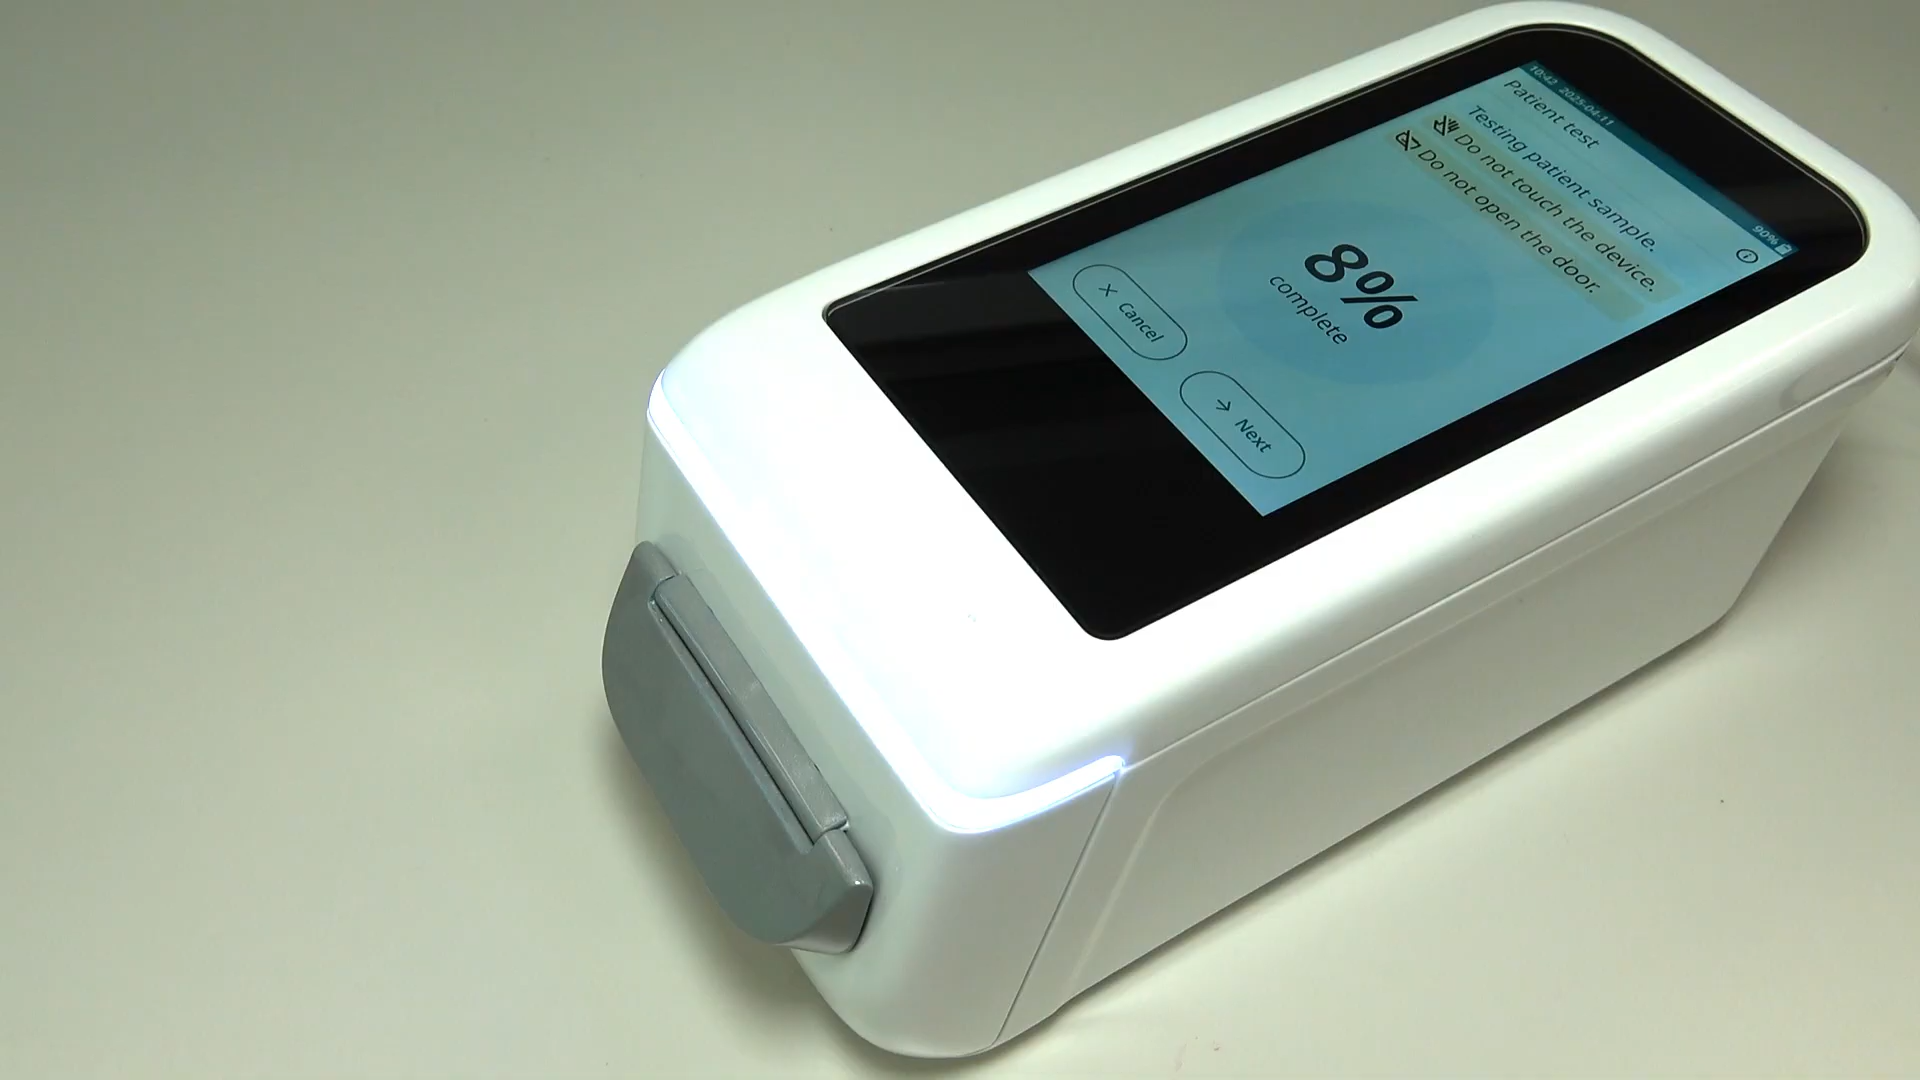 10:42 2025-04-11 90%
Patient test
Testing patient sample.
Do not touch the device.
Do not open the door.
8%
complete
Cancel
Next